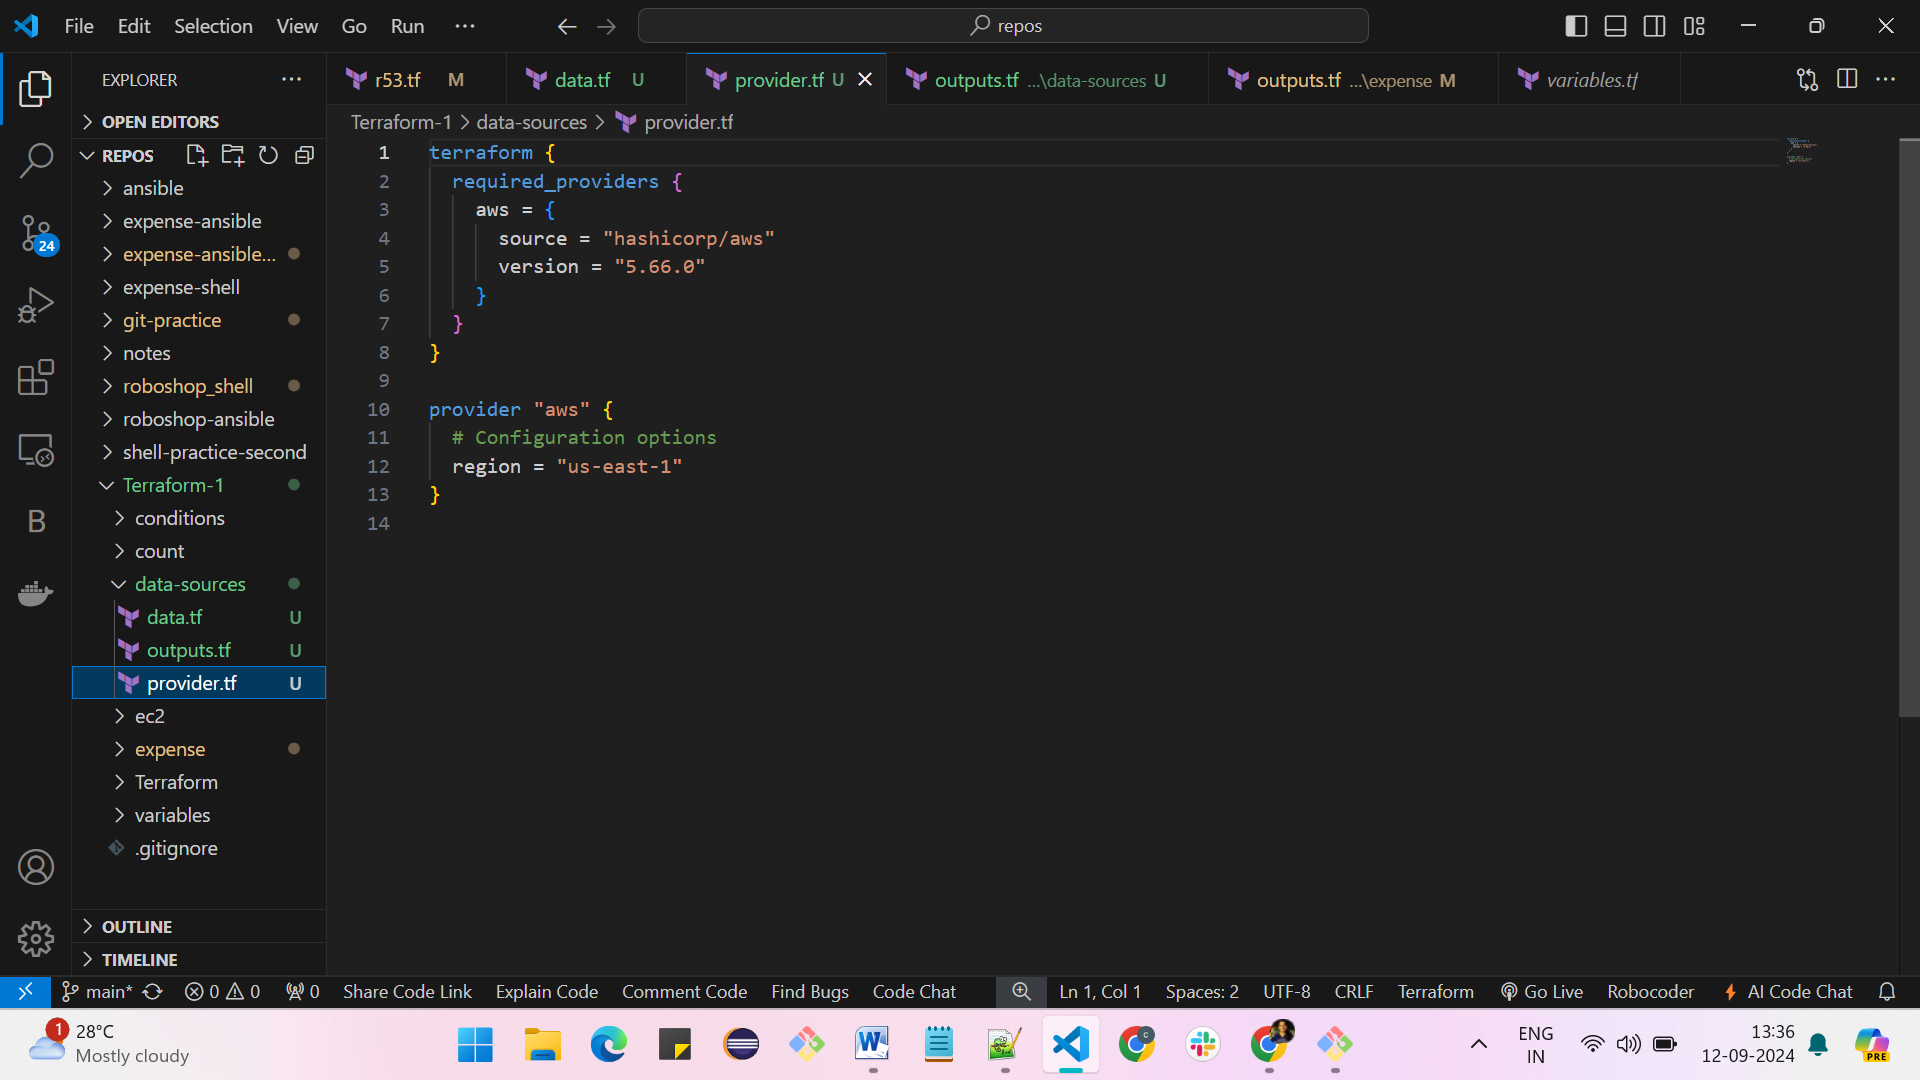 File Edit Selection View Go Run ···
repos
EXPLORER ···
OPEN EDITORS
REPOS
ansible
expense-ansible
expense-ansible...
expense-shell
git-practice
notes
roboshop_shell
roboshop-ansible
shell-practice-second
Terraform-1
conditions
count
data-sources
data.tf U
outputs.tf U
provider.tf U
ec2
expense
Terraform
variables
.gitignore
OUTLINE
TIMELINE
24
B
r53.tf M data.tf U provider.tf U outputs.tf ...\data-sources U outputs.tf ...\expense M variables.tf ···
Terraform-1 > data-sources > provider.tf
1 terraform {
2 required_providers {
3 aws = {
4 source = "hashicorp/aws"
5 version = "5.66.0"
6 }
7 }
8 }
9
10 provider "aws" {
11 # Configuration options
12 region = "us-east-1"
13 }
14
main* 0 0 0 Share Code Link Explain Code Comment Code Find Bugs Code Chat Ln 1, Col 1 Spaces: 2 UTF-8 CRLF Terraform Go Live Robocoder AI Code Chat
1 28°C
Mostly cloudy
W
C
ENG
IN
13:36
12-09-2024
PRE